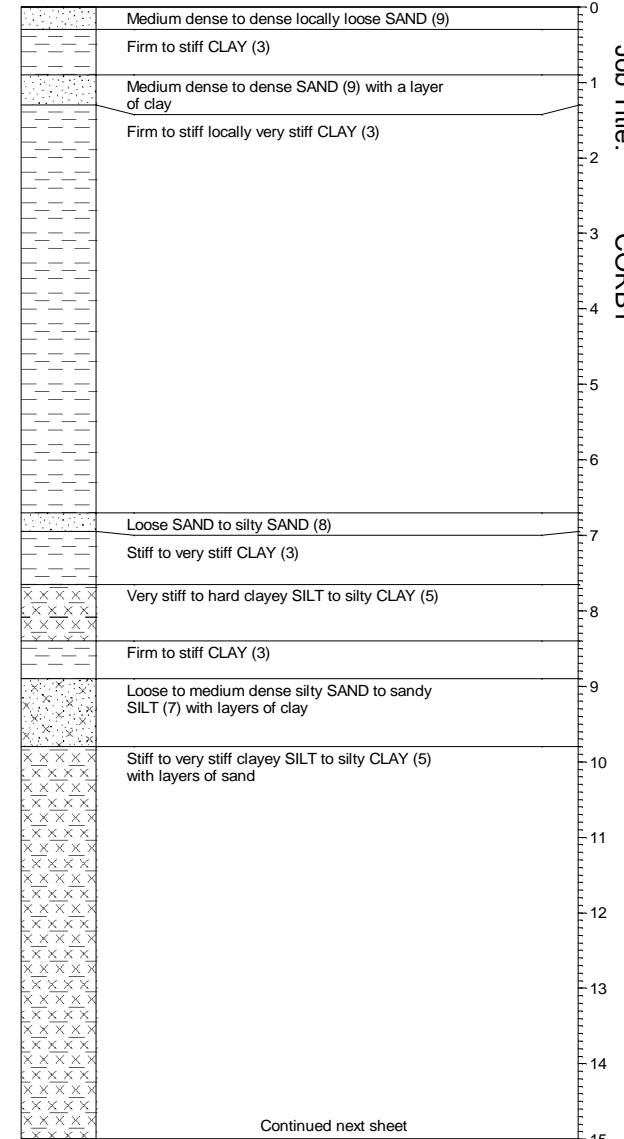 Medium dense to dense locally loose SAND (9)
Firm to stiff CLAY (3)
Medium dense to dense SAND (9) with a layer
of clay
Firm to stiff locally very stiff CLAY (3)
Loose SAND to silty SAND (8)
Stiff to very stiff CLAY (3)
Very stiff to hard clayey SILT to silty CLAY (5)
Firm to stiff CLAY (3)
Loose to medium dense silty SAND to sandy
SILT (7) with layers of clay
Stiff to very stiff clayey SILT to silty CLAY (5)
with layers of sand
Continued next sheet
0
1
2
3
4
5
6
7
8
9
10
11
12
13
14
15
Job Title:
CORBY